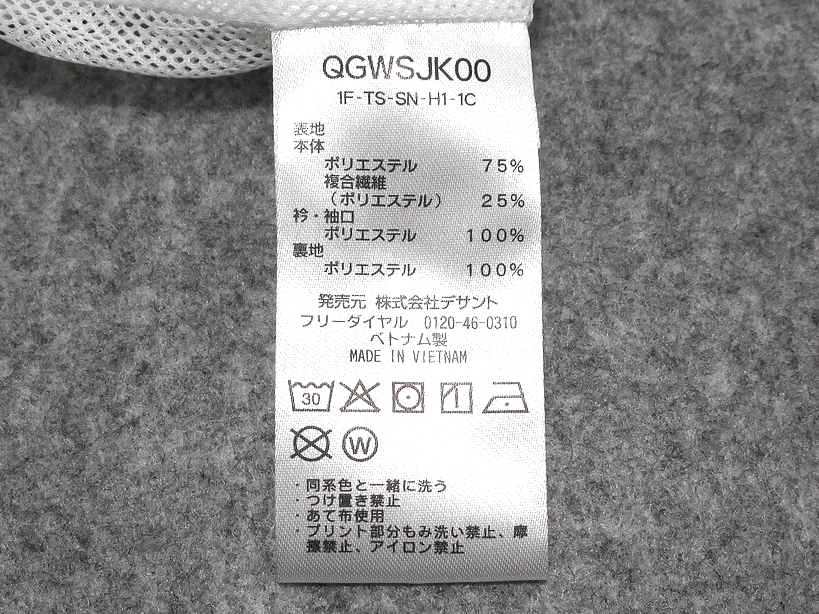 QGWSJK00
1F-TS-SN-H1-1C
表地
本体
ポリエステル 75%
複合繊維
(ポリエステル) 25%
衿・袖口
ポリエステル 100%
裏地
ポリエステル 100%
発売元 株式会社デサント
フリーダイヤル 0120-46-0310
ベトナム製
MADE IN VIETNAM
30
W
・同系色と一緒に洗う
・つけ置き禁止
・あて布使用
・プリント部分もみ洗い禁止、摩
擦禁止、アイロン禁止